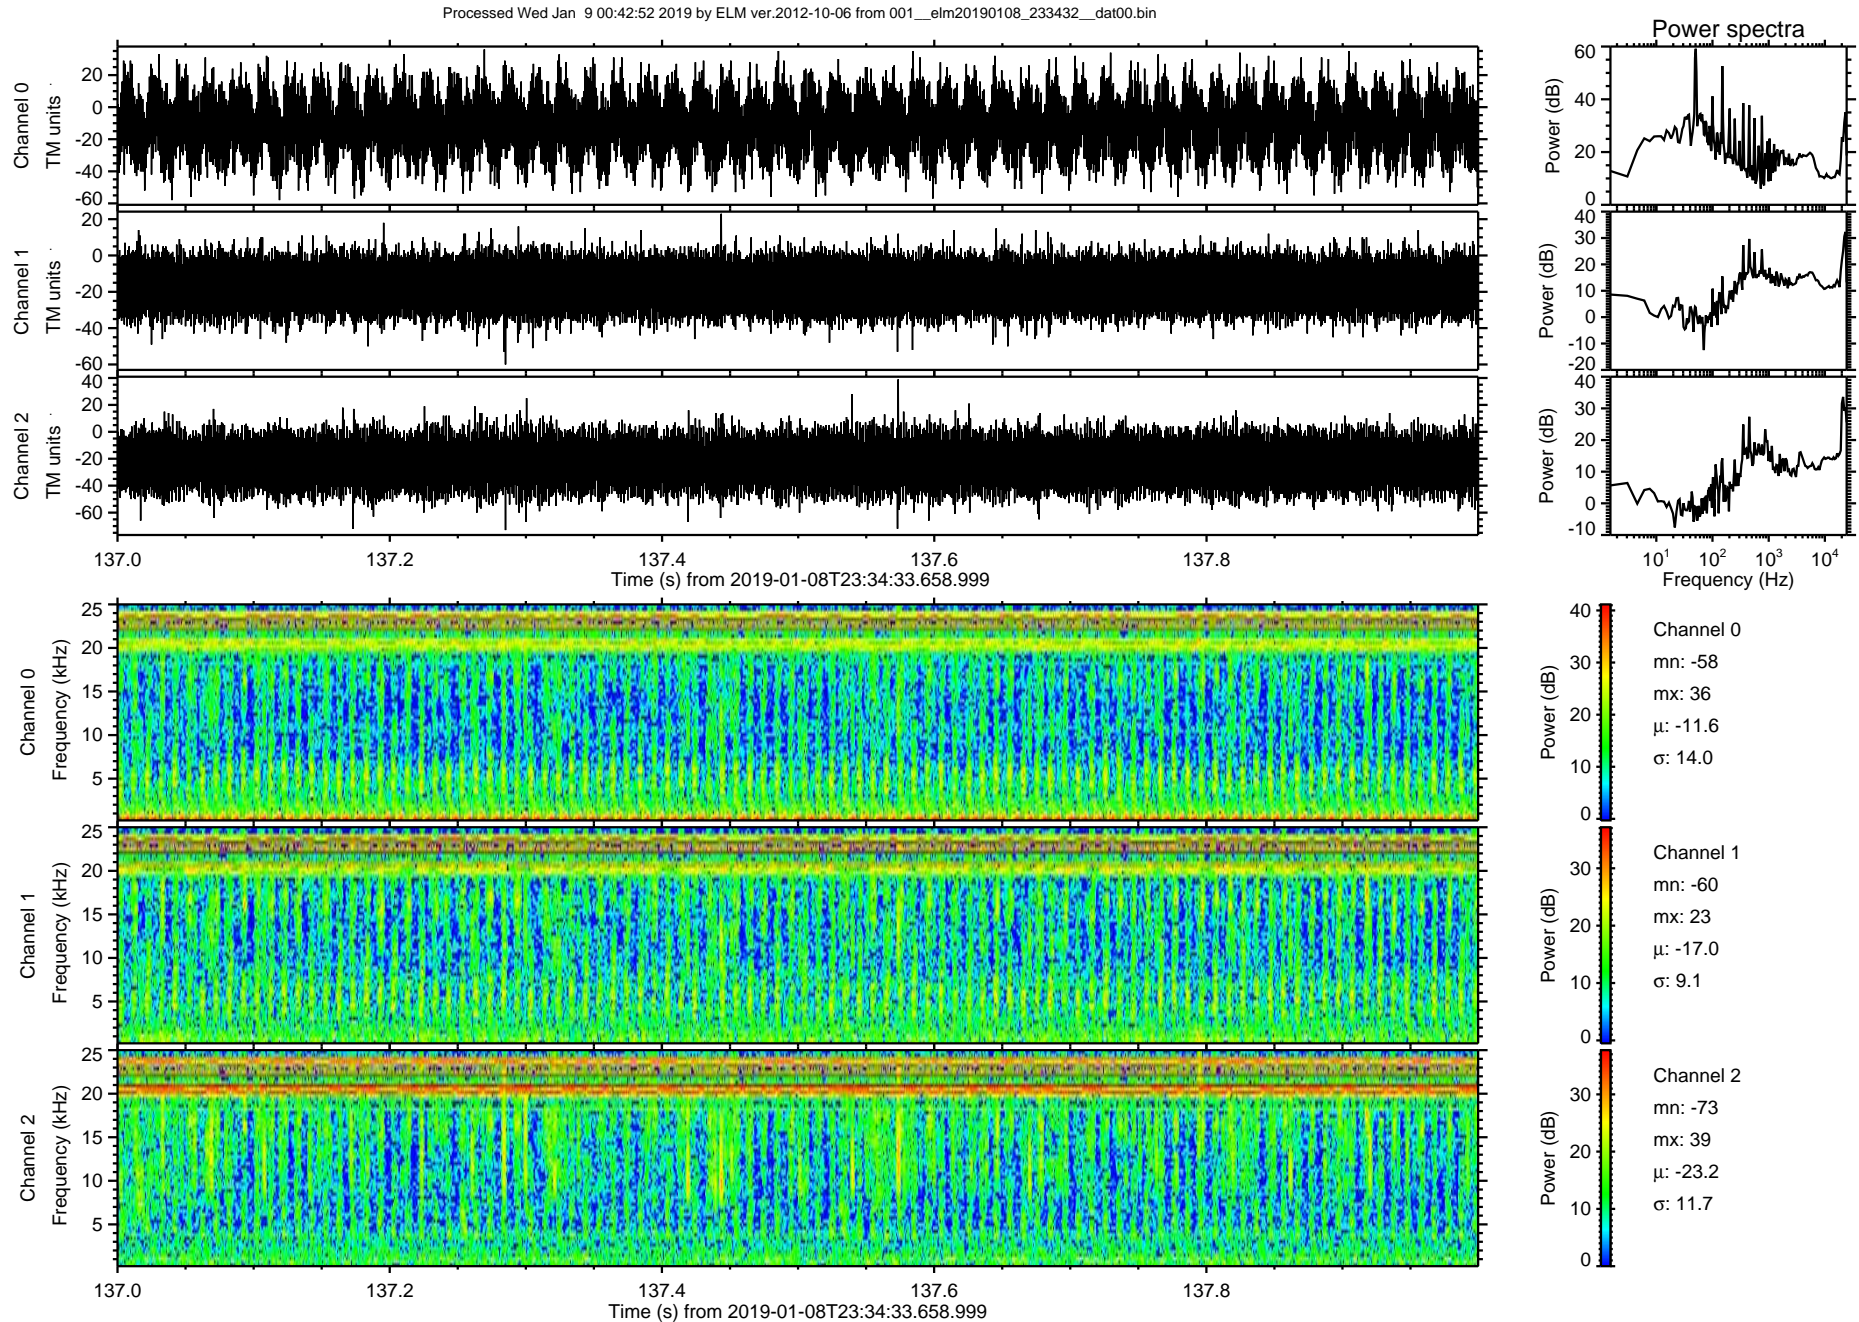 Processed Wed Jan  9 00:42:52 2019 by ELM ver.2012-10-06 from 001__elm20190108_233432__dat00.bin
Power spectra
Channel 0
TM units
20
0
-20
-40
-60
Power (dB)
60
40
20
0
Channel 1
TM units
20
0
-20
-40
-60
Power (dB)
40
30
20
10
0
-10
-20
Channel 2
TM units
40
20
0
-20
-40
-60
Power (dB)
40
30
20
10
0
-10
137.0 137.2 137.4 137.6 137.8
Time (s) from 2019-01-08T23:34:33.658.999
10¹ 10² 10³ 10⁴
Frequency (Hz)
Channel 0
Frequency (kHz)
25
20
15
10
5
Power (dB)
40
30
20
10
0
Channel 0
mn: -58
mx: 36
µ: -11.6
σ: 14.0
Channel 1
Frequency (kHz)
25
20
15
10
5
Power (dB)
30
20
10
0
Channel 1
mn: -60
mx: 23
µ: -17.0
σ: 9.1
Channel 2
Frequency (kHz)
25
20
15
10
5
Power (dB)
30
20
10
0
Channel 2
mn: -73
mx: 39
µ: -23.2
σ: 11.7
137.0 137.2 137.4 137.6 137.8
Time (s) from 2019-01-08T23:34:33.658.999